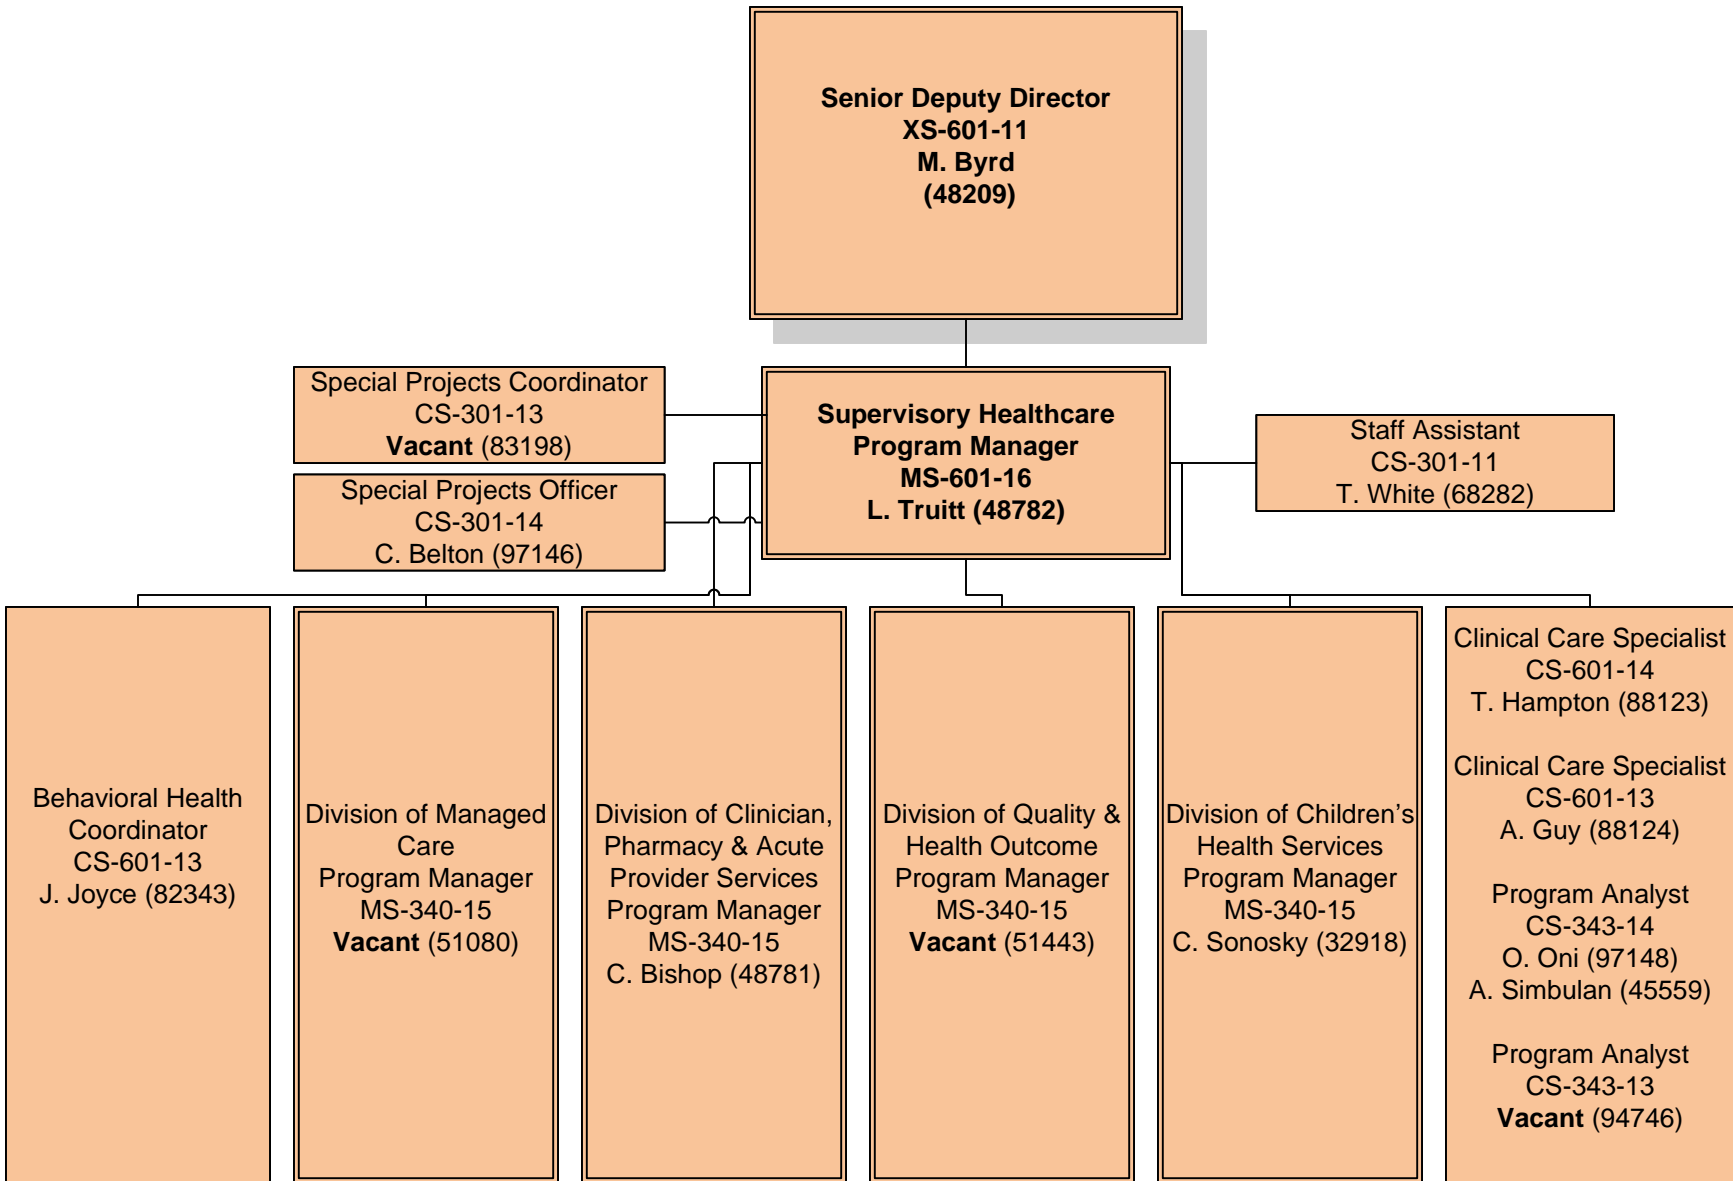 Senior Deputy Director
XS-601-11
M. Byrd
(48209)
Special Projects Coordinator
CS-301-13
Vacant (83198)
Special Projects Officer
CS-301-14
C. Belton (97146)
Supervisory Healthcare
Program Manager
MS-601-16
L. Truitt (48782)
Staff Assistant
CS-301-11
T. White (68282)
Behavioral Health
Coordinator
CS-601-13
J. Joyce (82343)
Division of Managed
Care
Program Manager
MS-340-15
Vacant (51080)
Division of Clinician,
Pharmacy & Acute
Provider Services
Program Manager
MS-340-15
C. Bishop (48781)
Division of Quality &
Health Outcome
Program Manager
MS-340-15
Vacant (51443)
Division of Children’s
Health Services
Program Manager
MS-340-15
C. Sonosky (32918)
Clinical Care Specialist
CS-601-14
T. Hampton (88123)
Clinical Care Specialist
CS-601-13
A. Guy (88124)
Program Analyst
CS-343-14
O. Oni (97148)
A. Simbulan (45559)
Program Analyst
CS-343-13
Vacant (94746)